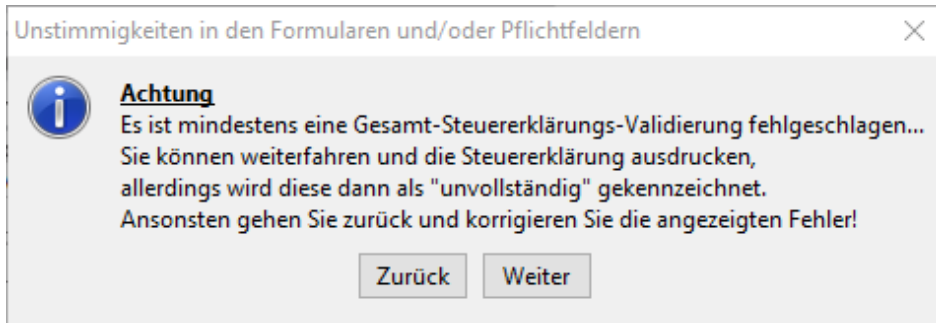 Unstimmigkeiten in den Formularen und/oder Pflichtfeldern
Achtung
Es ist mindestens eine Gesamt-Steuererklärungs-Validierung fehlgeschlagen...
Sie können weiterfahren und die Steuererklärung ausdrucken,
allerdings wird diese dann als "unvollständig" gekennzeichnet.
Ansonsten gehen Sie zurück und korrigieren Sie die angezeigten Fehler!
Zurück Weiter